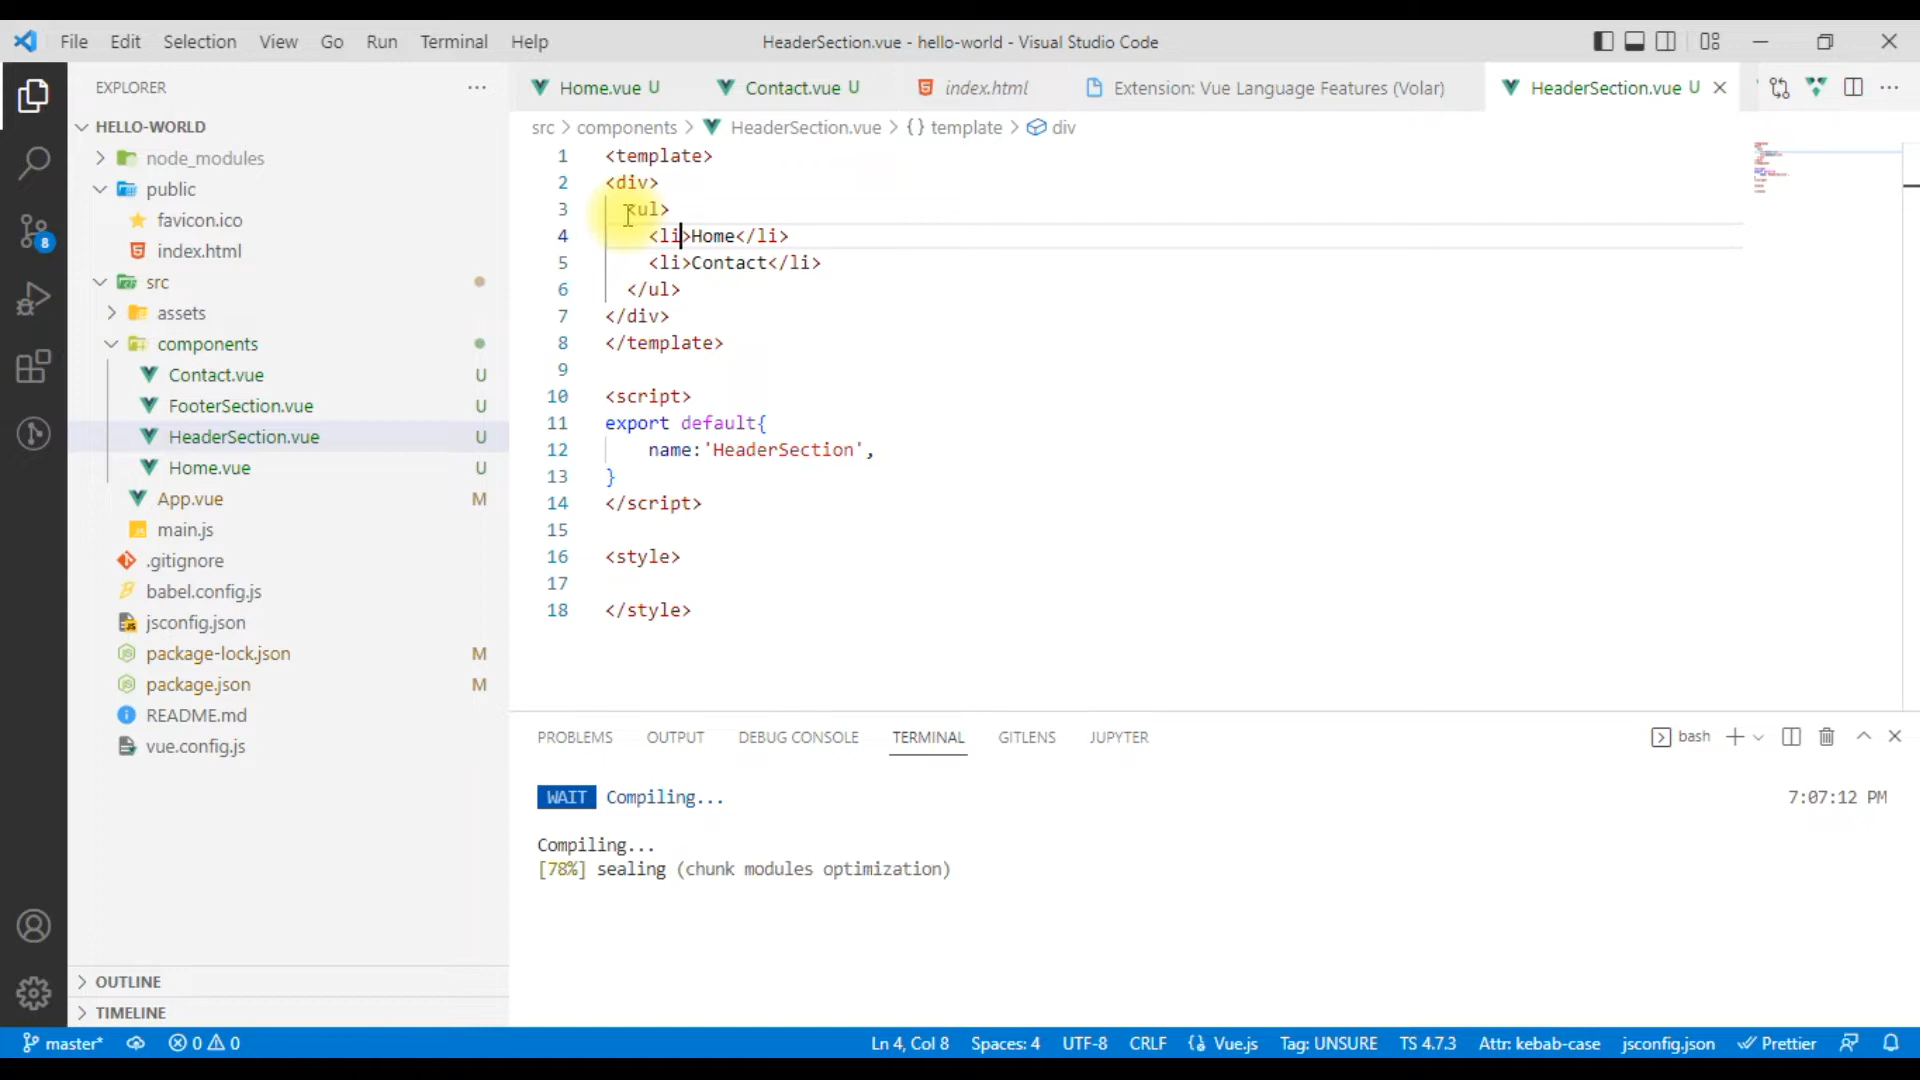 File Edit Selection View Go Run Terminal Help HeaderSection.vue - hello-world - Visual Studio Code
EXPLORER
HELLO-WORLD
node_modules
public
favicon.ico
index.html
src
assets
components
Contact.vue U
FooterSection.vue U
HeaderSection.vue U
Home.vue U
App.vue M
main.js
.gitignore
babel.config.js
jsconfig.json
package-lock.json M
package.json M
README.md
vue.config.js
OUTLINE
TIMELINE
8
Home.vue U Contact.vue U index.html Extension: Vue Language Features (Volar) HeaderSection.vue U
src > components > HeaderSection.vue > {} template > div
1 <template>
2 <div>
3 <ul>
4 <li>Home</li>
5 <li>Contact</li>
6 </ul>
7 </div>
8 </template>
9
10 <script>
11 export default{
12 name:'HeaderSection',
13 }
14 </script>
15
16 <style>
17
18 </style>
PROBLEMS OUTPUT DEBUG CONSOLE TERMINAL GITLENS JUPYTER bash
WAIT Compiling... 7:07:12 PM
Compiling...
[78%] sealing (chunk modules optimization)
master* 0 0 Ln 4, Col 8 Spaces: 4 UTF-8 CRLF Vue.js Tag: UNSURE TS 4.7.3 Attr: kebab-case jsconfig.json Prettier